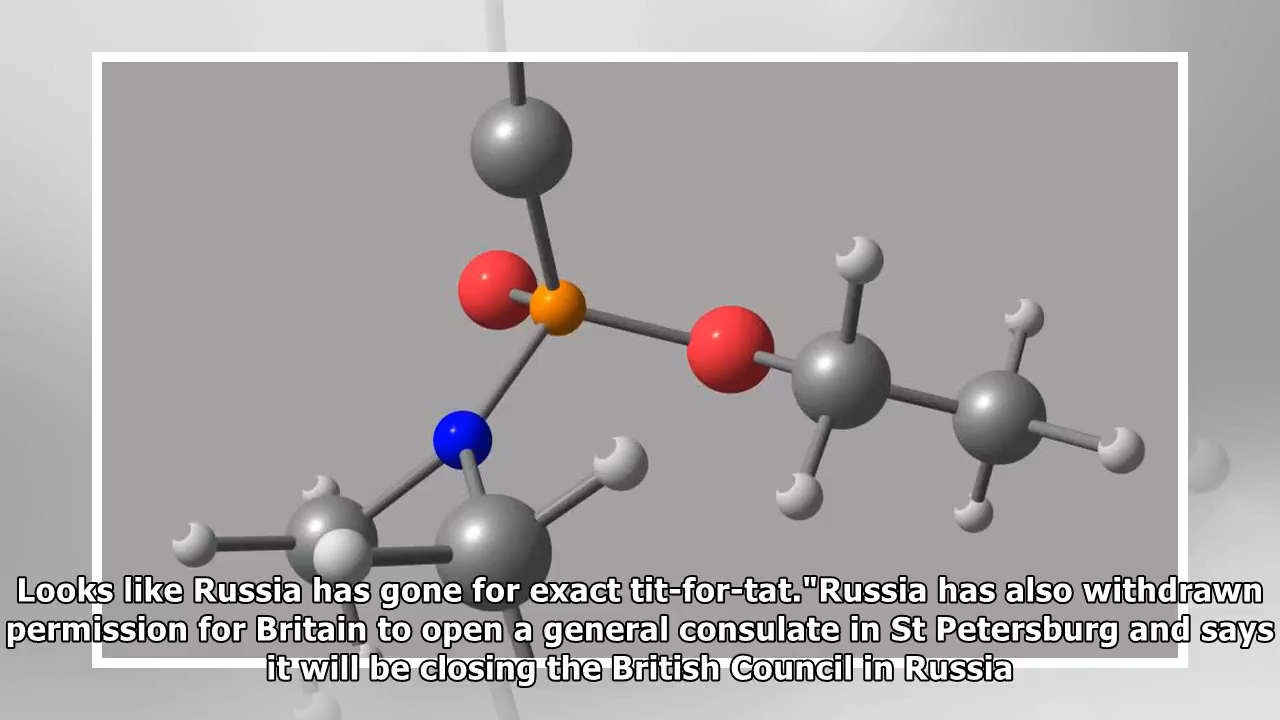 Looks like Russia has gone for exact tit-for-tat."Russia has also withdrawn
permission for Britain to open a general consulate in St Petersburg and says
it will be closing the British Council in Russia